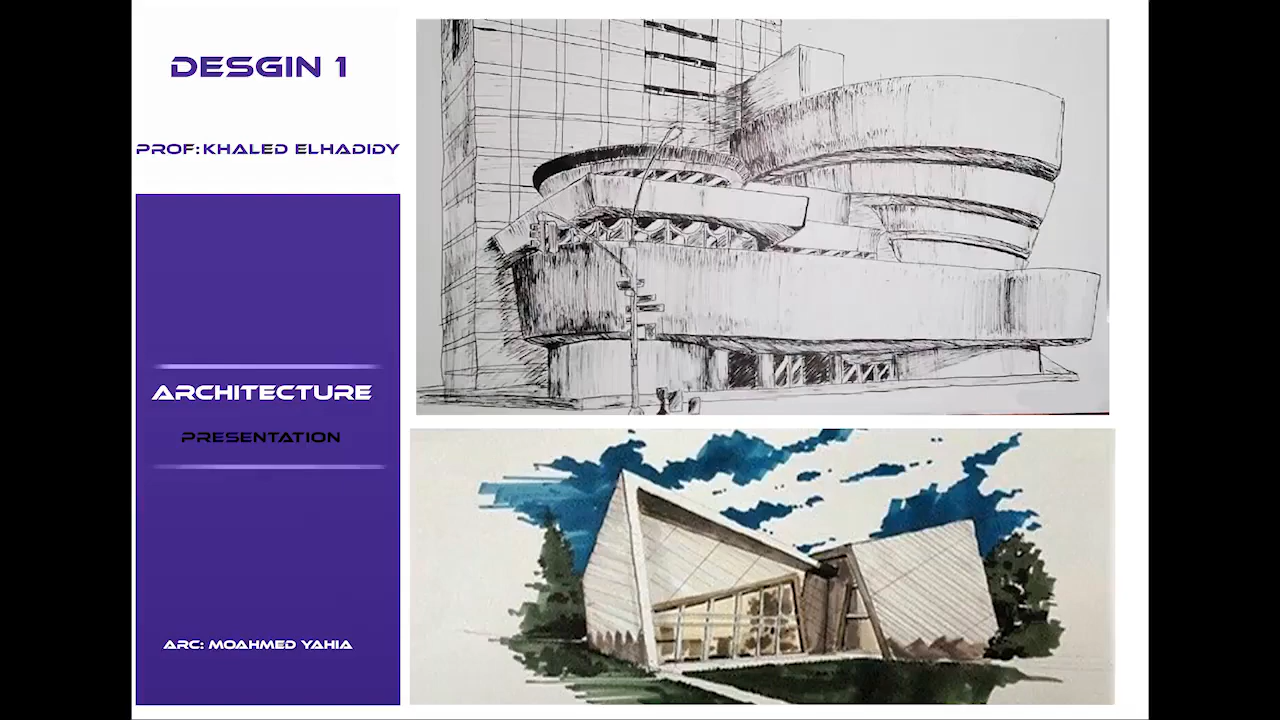 DESGIN 1
PROF: KHALED ELHADIDY
ARCHITECTURE
PRESENTATION
ARC: MOAHMED YAHIA